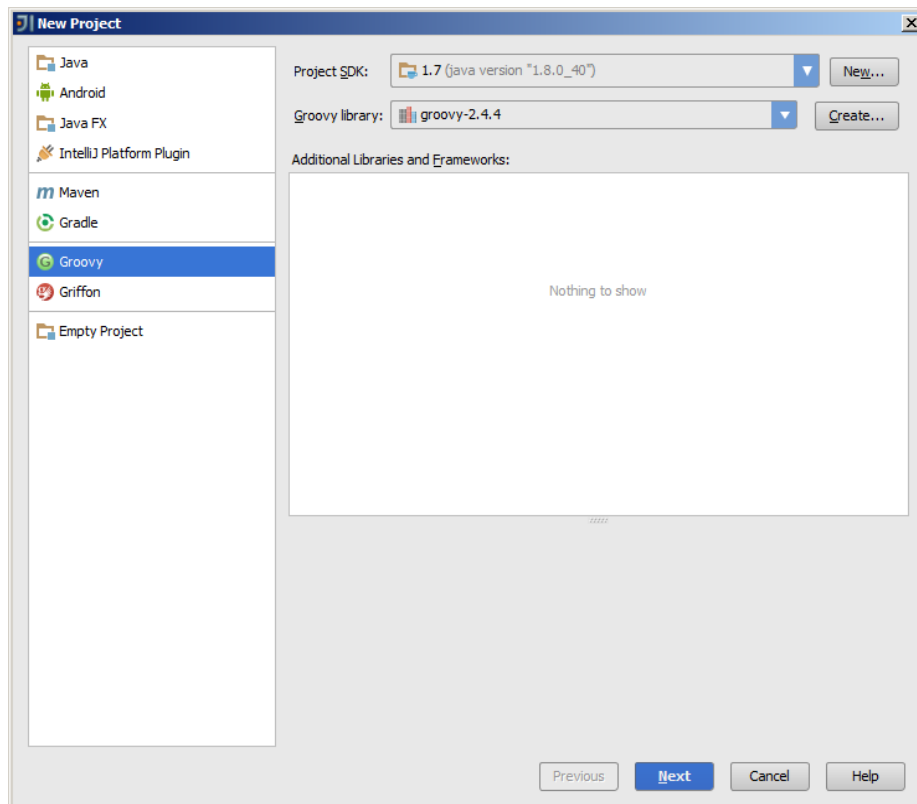 New Project
Java
Android
Java FX
IntelliJ Platform Plugin
Maven
Gradle
Groovy
Griffon
Empty Project
Project SDK: 1.7 (java version "1.8.0_40") New...
Groovy library: groovy-2.4.4 Create...
Additional Libraries and Frameworks:
Nothing to show
Previous Next Cancel Help